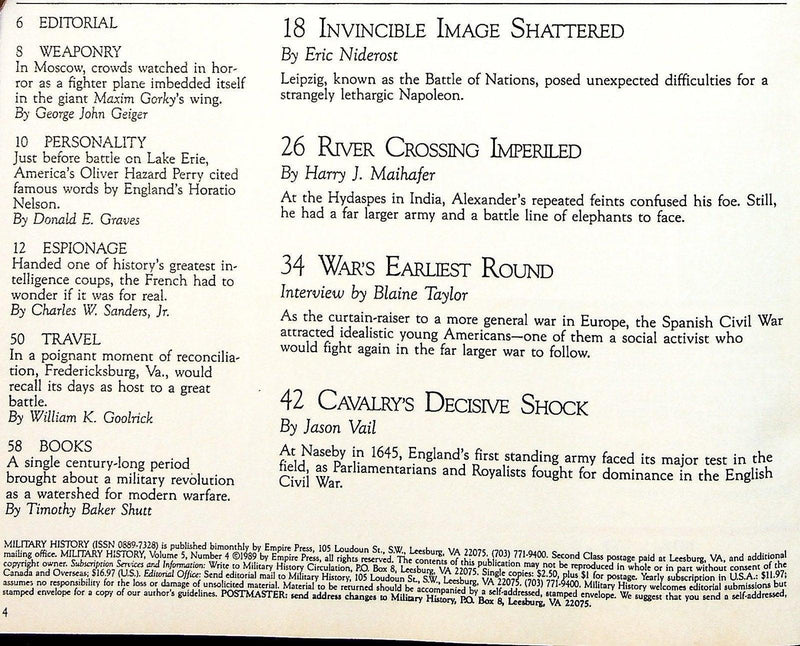 6 EDITORIAL
8 WEAPONRY
In Moscow, crowds watched in hor-
ror as a fighter plane imbedded itself
in the giant Maxim Gorky's wing.
By George John Geiger
10 PERSONALITY
Just before battle on Lake Erie,
America's Oliver Hazard Perry cited
famous words by England's Horatio
Nelson.
By Donald E. Graves
12 ESPIONAGE
Handed one of history's greatest in-
telligence coups, the French had to
wonder if it was for real.
By Charles W. Sanders, Jr.
50 TRAVEL
In a poignant moment of reconcilia-
tion, Fredericksburg, Va., would
recall its days as host to a great
battle.
By William K. Goolrick
58 BOOKS
A single century-long period
brought about a military revolution
as a watershed for modern warfare.
By Timothy Baker Shutt
18 INVINCIBLE IMAGE SHATTERED
By Eric Niderost
Leipzig, known as the Battle of Nations, posed unexpected difficulties for a
strangely lethargic Napoleon.
26 RIVER CROSSING IMPERILED
By Harry J. Maihafer
At the Hydaspes in India, Alexander's repeated feints confused his foe. Still,
he had a far larger army and a battle line of elephants to face.
34 WAR'S EARLIEST ROUND
Interview by Blaine Taylor
As the curtain-raiser to a more general war in Europe, the Spanish Civil War
attracted idealistic young Americans—one of them a social activist who
would fight again in the far larger war to follow.
42 CAVALRY'S DECISIVE SHOCK
By Jason Vail
At Naseby in 1645, England's first standing army faced its major test in the
field, as Parliamentarians and Royalists fought for dominance in the English
Civil War.
MILITARY HISTORY (ISSN 0889-7328) is published bimonthly by Empire Press, 105 Loudoun St., S.W., Leesburg, VA 22075. (703) 771-9400. Second Class postage paid at Leesburg, VA, and additional
mailing office. MILITARY HISTORY, Volume 5, Number 4 ©1989 by Empire Press, all rights reserved. The contents of this publication may not be reproduced in whole or in part without consent of the
copyright owner. Subscription Services and Information: Write to Military History Circulation, P.O. Box 8, Leesburg, VA 22075. Single copies: $2.50, plus $1 for postage. Yearly subscription in U.S.A.: $11.97;
Canada and Overseas; $16.97 (U.S.). Editorial Office: Send editorial mail to Military History, 105 Loudoun St., S.W., Leesburg, VA 22075. (703) 771-9400. Military History welcomes editorial submissions but
assumes no responsibility for the loss or damage of unsolicited material. Material to be returned should be accompanied by a self-addressed, stamped envelope. We suggest that you send a self-addressed,
stamped envelope for a copy of our author's guidelines. POSTMASTER: send address changes to Military History, P.O. Box 8, Leesburg, VA 22075.
4